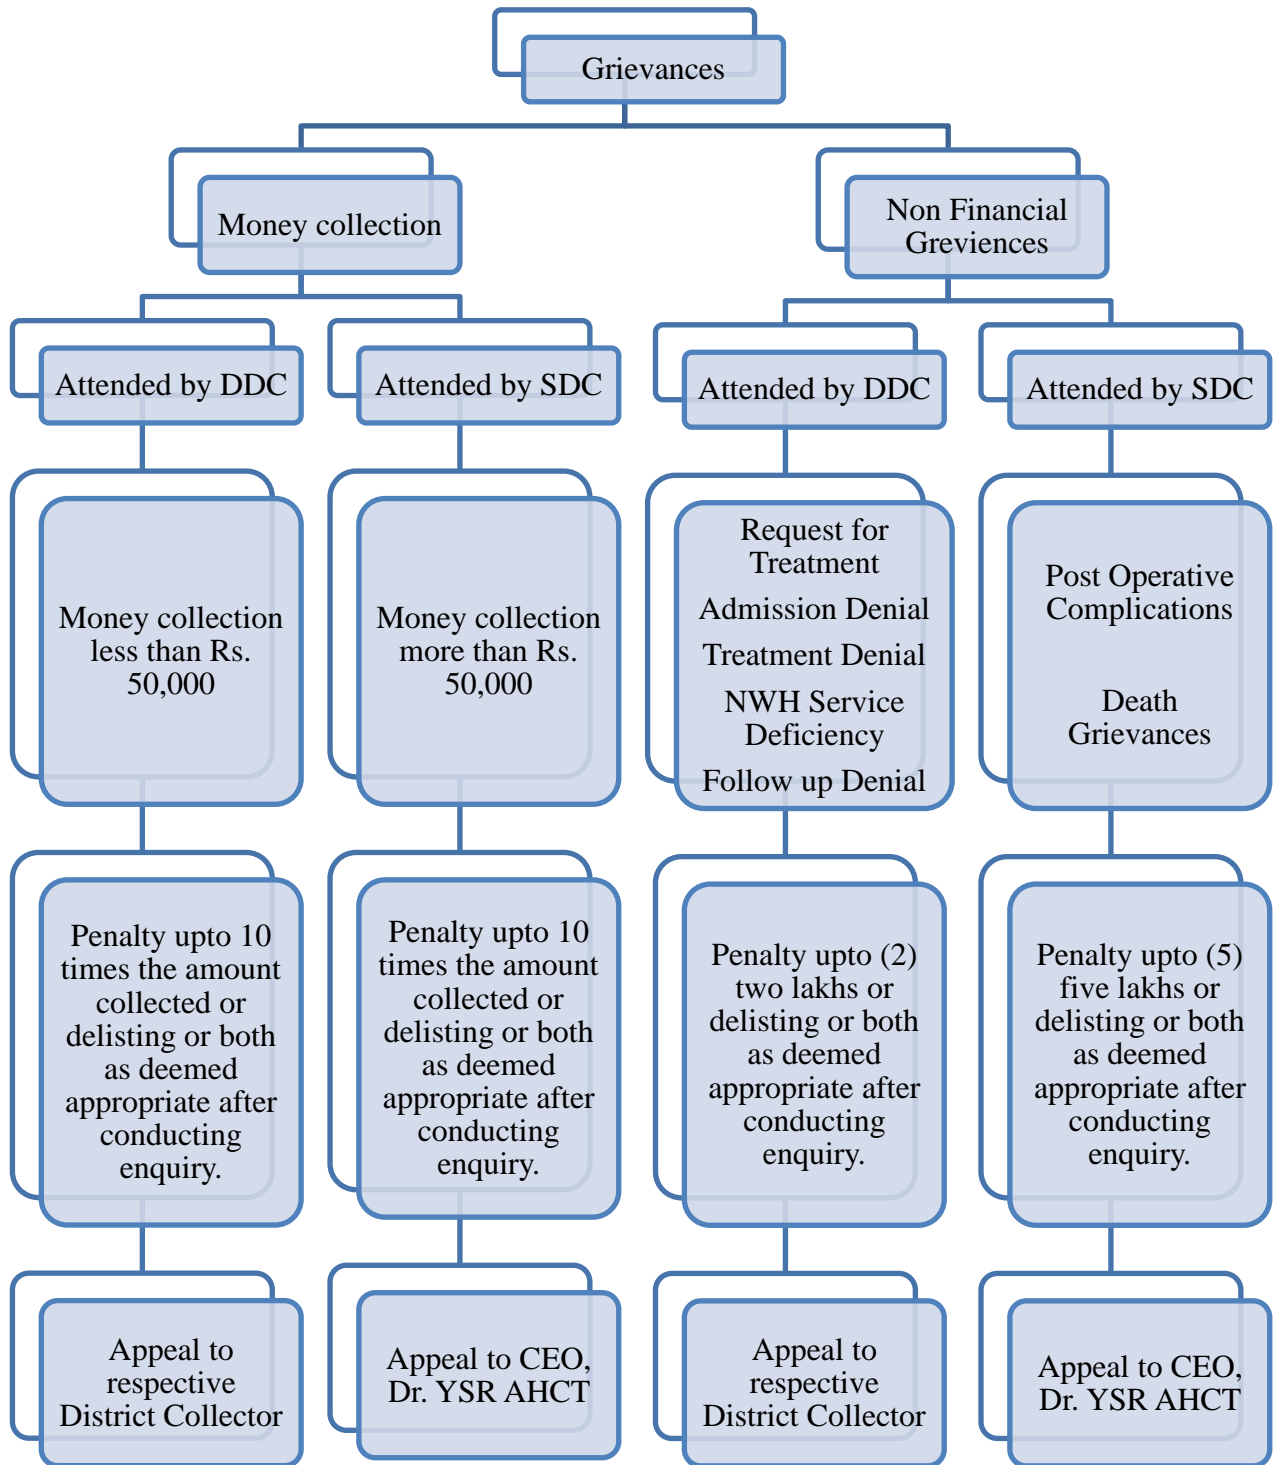 Grievances
Money collection
Non Financial
Greviences
Attended by DDC
Attended by SDC
Attended by DDC
Attended by SDC
Money collection
less than Rs.
50,000
Money collection
more than Rs.
50,000
Request for
Treatment
Admission Denial
Treatment Denial
NWH Service
Deficiency
Follow up Denial
Post Operative
Complications
Death
Grievances
Penalty upto 10
times the amount
collected or
delisting or both
as deemed
appropriate after
conducting
enquiry.
Penalty upto 10
times the amount
collected or
delisting or both
as deemed
appropriate after
conducting
enquiry.
Penalty upto (2)
two lakhs or
delisting or both
as deemed
appropriate after
conducting
enquiry.
Penalty upto (5)
five lakhs or
delisting or both
as deemed
appropriate after
conducting
enquiry.
Appeal to
respective
District Collector
Appeal to CEO,
Dr. YSR AHCT
Appeal to
respective
District Collector
Appeal to CEO,
Dr. YSR AHCT